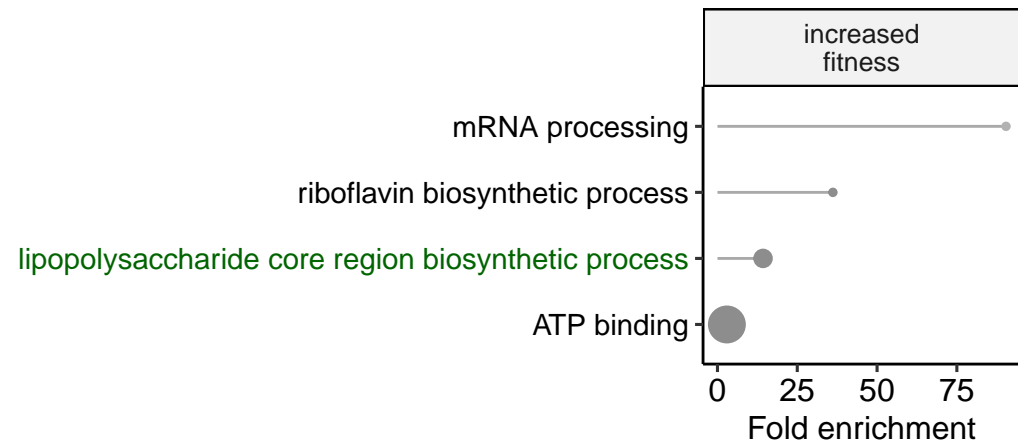 increased
fitness
mRNA processing
riboflavin biosynthetic process
lipopolysaccharide core region biosynthetic process
ATP binding
0 25 50 75
Fold enrichment